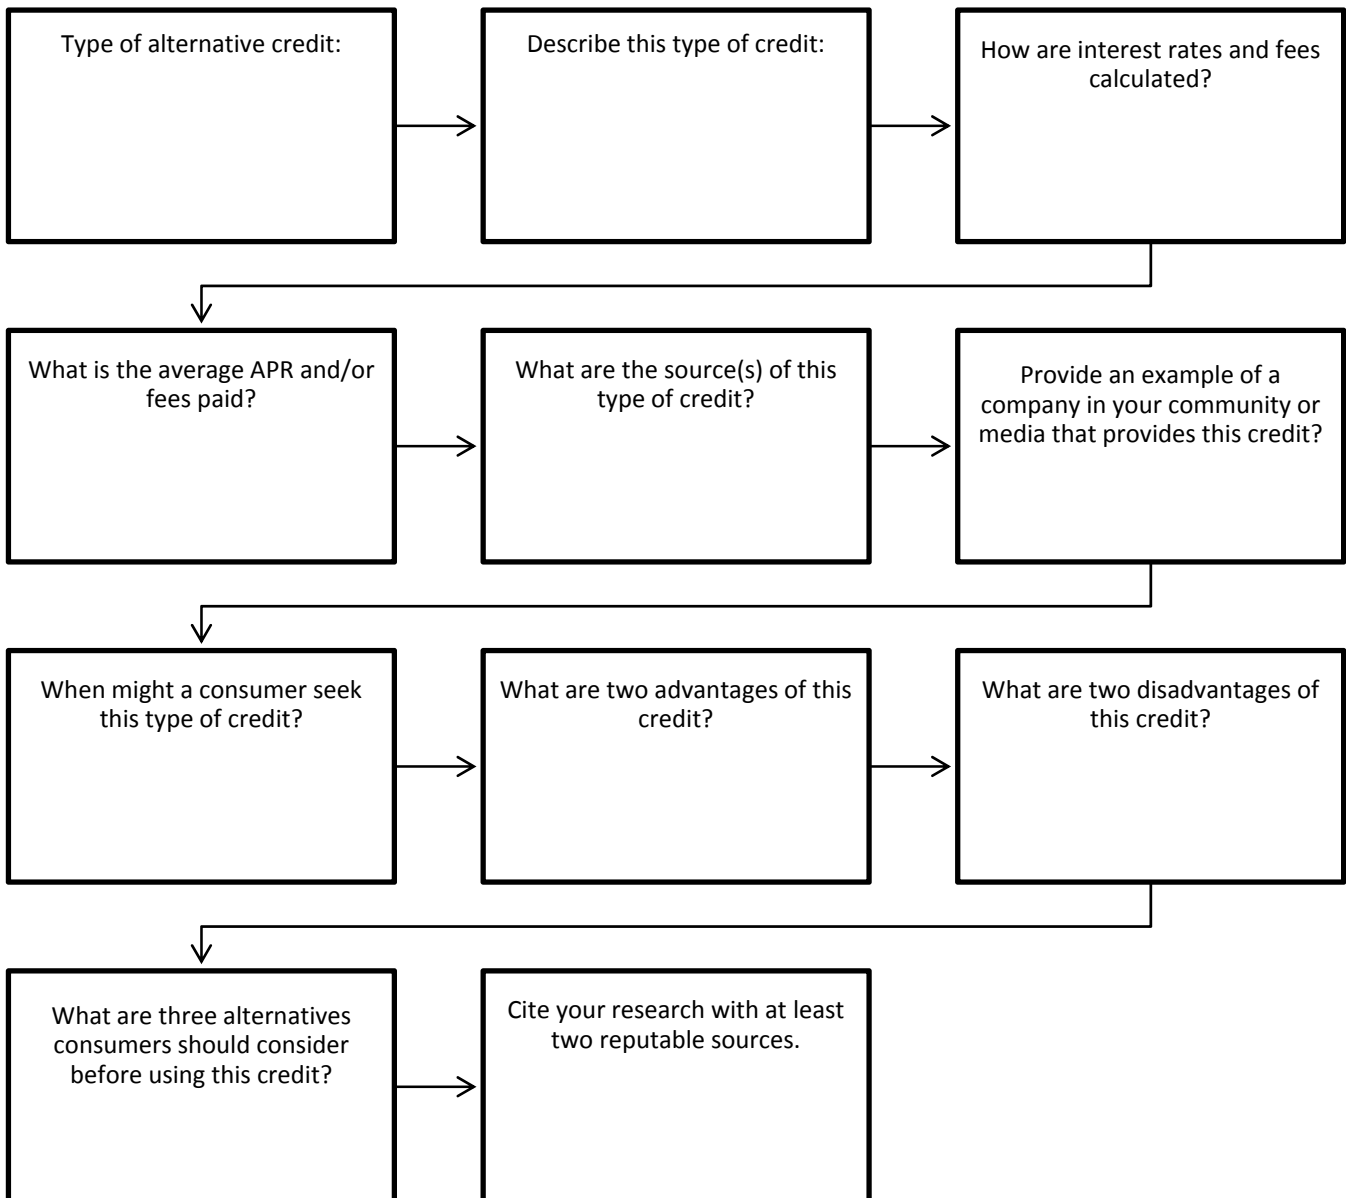 Type of alternative credit:
Describe this type of credit:
How are interest rates and fees
calculated?
What is the average APR and/or
fees paid?
What are the source(s) of this
type of credit?
Provide an example of a
company in your community or
media that provides this credit?
When might a consumer seek
this type of credit?
What are two advantages of this
credit?
What are two disadvantages of
this credit?
What are three alternatives
consumers should consider
before using this credit?
Cite your research with at least
two reputable sources.